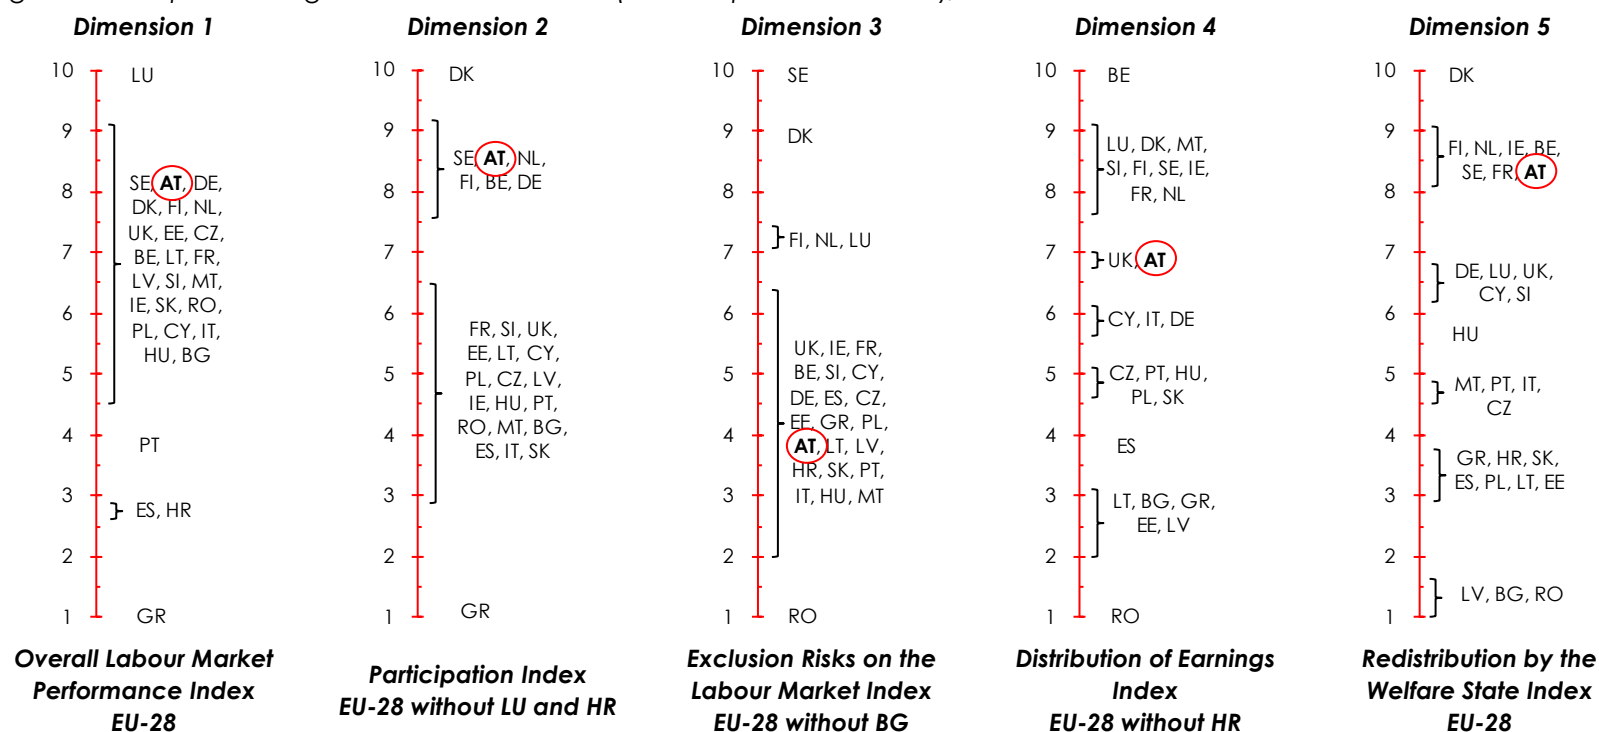 Dimension 1
10
LU
9
SE, AT, DE,
8
DK, FI, NL,
UK, EE, CZ,
7
BE, LT, FR,
LV, SI, MT,
6
IE, SK, RO,
PL, CY, IT,
HU, BG
5
4
PT
3
ES, HR
2
1
GR
Overall Labour Market
Performance Index
EU-28
Dimension 2
10
DK
9
SE, AT, NL,
FI, BE, DE
8
7
6
FR, SI, UK,
EE, LT, CY,
5
PL, CZ, LV,
IE, HU, PT,
4
RO, MT, BG,
ES, IT, SK
3
2
1
GR
Participation Index
EU-28 without LU and HR
Dimension 3
10
SE
9
DK
8
7
FI, NL, LU
6
UK, IE, FR,
BE, SI, CY,
5
DE, ES, CZ,
EE, GR, PL,
4
AT, LT, LV,
HR, SK, PT,
3
IT, HU, MT
2
1
RO
Exclusion Risks on the
Labour Market Index
EU-28 without BG
Dimension 4
10
BE
9
LU, DK, MT,
SI, FI, SE, IE,
8
FR, NL
7
UK, AT
6
CY, IT, DE
5
CZ, PT, HU,
PL, SK
4
ES
3
LT, BG, GR,
EE, LV
2
1
RO
Distribution of Earnings
Index
EU-28 without HR
Dimension 5
10
DK
9
FI, NL, IE, BE,
SE, FR, AT
8
7
DE, LU, UK,
CY, SI
6
HU
5
MT, PT, IT,
CZ
4
GR, HR, SK,
ES, PL, LT, EE
3
2
LV, BG, RO
1
Redistribution by the
Welfare State Index
EU-28